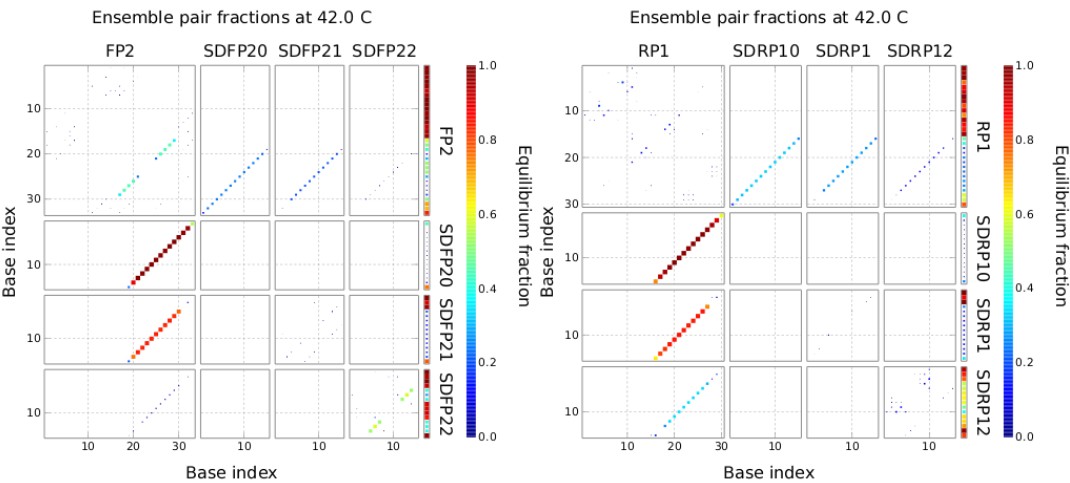 Ensemble pair fractions at 42.0 C
FP2 SDFP20 SDFP21 SDFP22
10
20
30
10
10
10
10 20 30 10 10 10
Base index
Base index
FP2
SDFP20
SDFP21
SDFP22
1.0
0.8
0.6
0.4
0.2
0.0
Equilibrium fraction
Ensemble pair fractions at 42.0 C
RP1 SDRP10 SDRP1 SDRP12
10
20
30
10
10
10
10 20 30 10 10 10
Base index
Base index
RP1
SDRP10
SDRP1
SDRP12
1.0
0.8
0.6
0.4
0.2
0.0
Equilibrium fraction